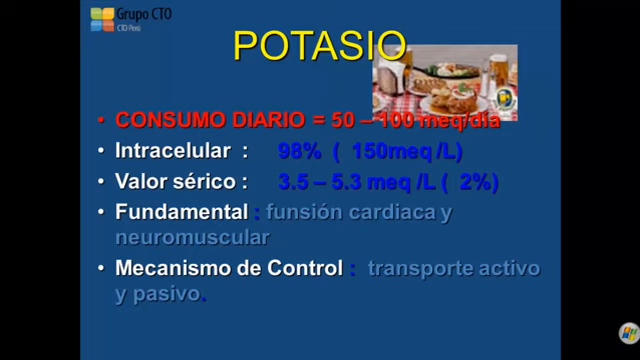 Grupo CTO
CTO Perú
POTASIO
• CONSUMO DIARIO = 50 – 100 meq/dia
• Intracelular : 98% ( 150meq /L)
• Valor sérico : 3.5 – 5.3 meq /L ( 2%)
• Fundamental : funsión cardiaca y
neuromuscular
• Mecanismo de Control : transporte activo
y pasivo.